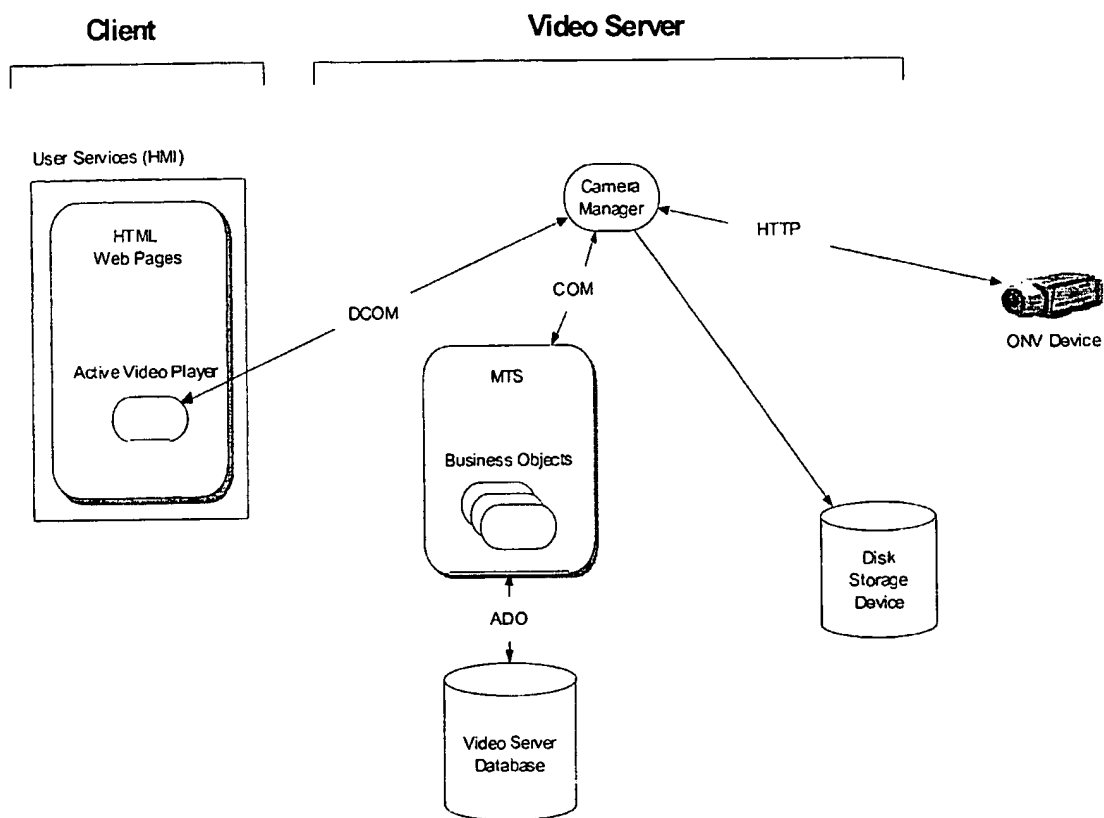 Client
Video Server
User Services (HMI)
HTML
Web Pages
Active Video Player
DCOM
Camera
Manager
COM
HTTP
ONV Device
MTS
Business Objects
ADO
Video Server
Database
Disk
Storage
Device